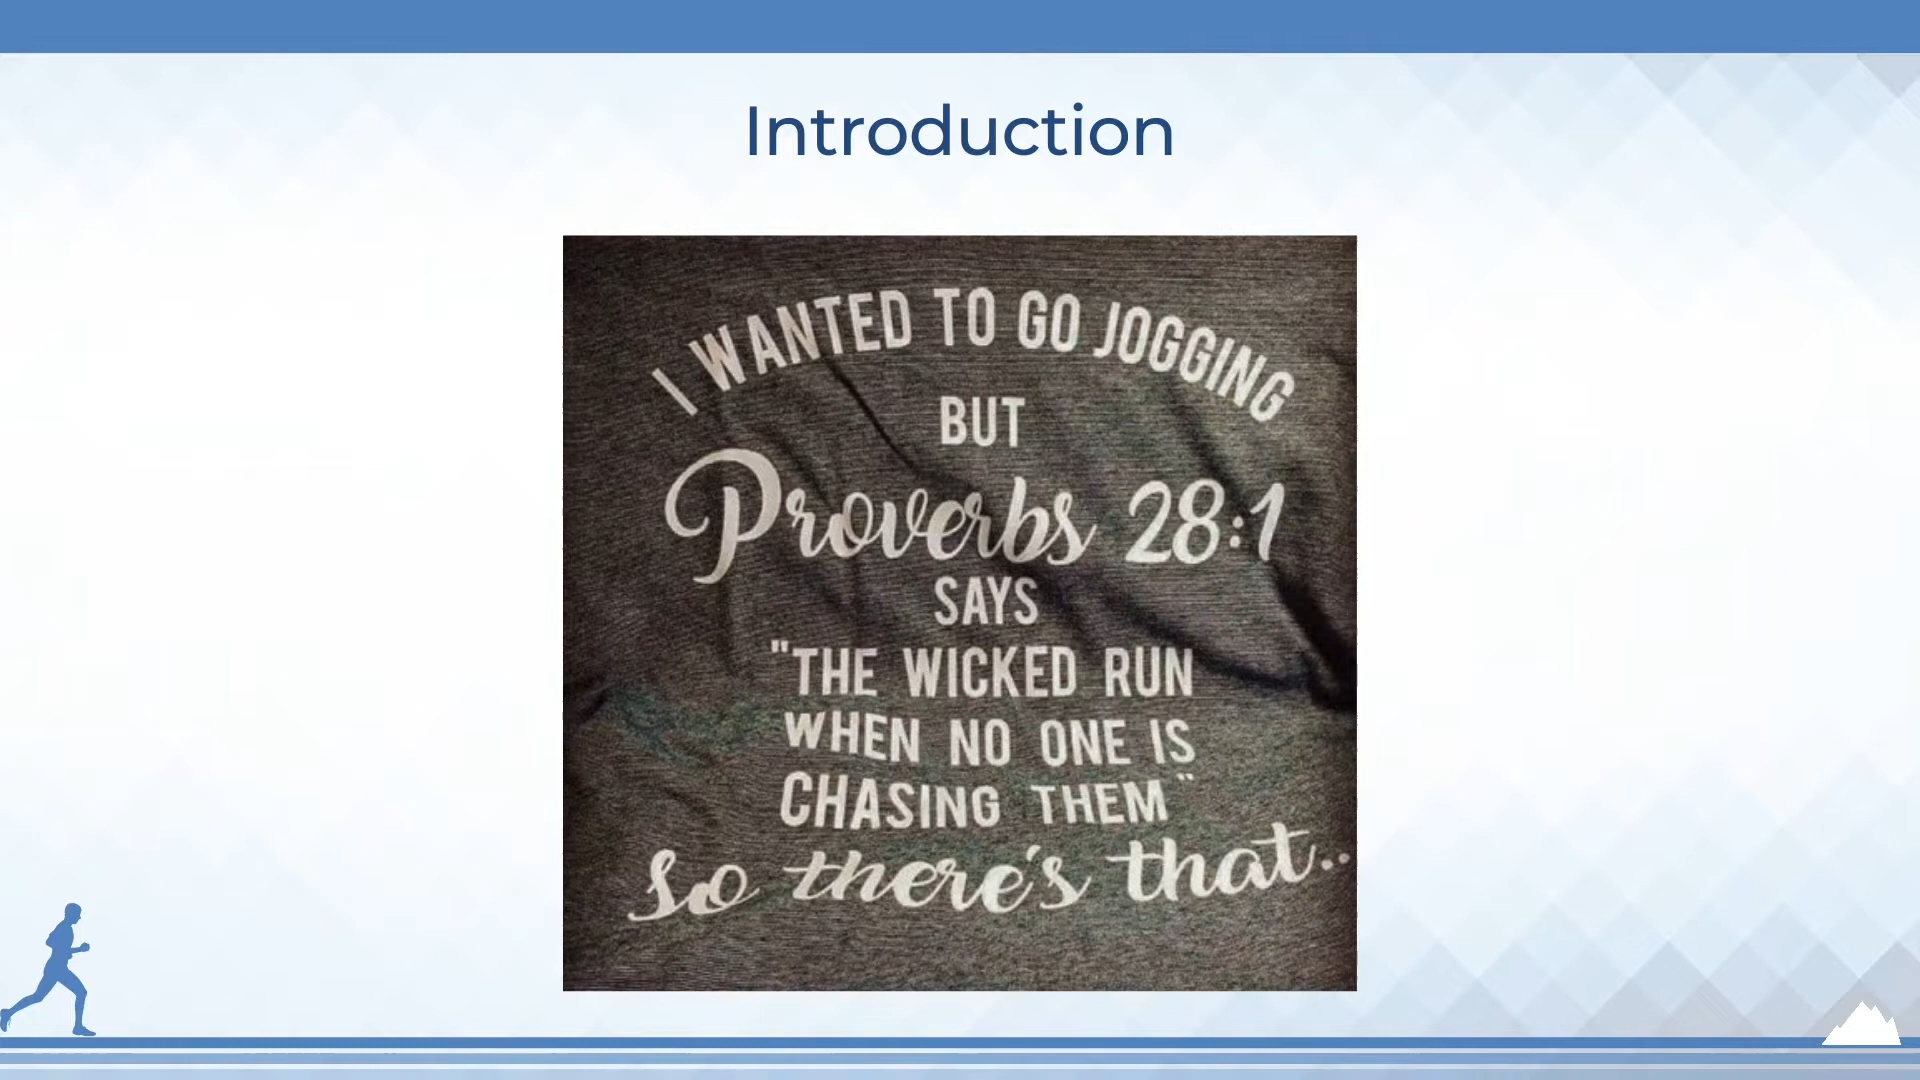 Introduction
I WANTED TO GO JOGGING
BUT
Proverbs 28:1
SAYS
"THE WICKED RUN
WHEN NO ONE IS
CHASING THEM"
So there's that..